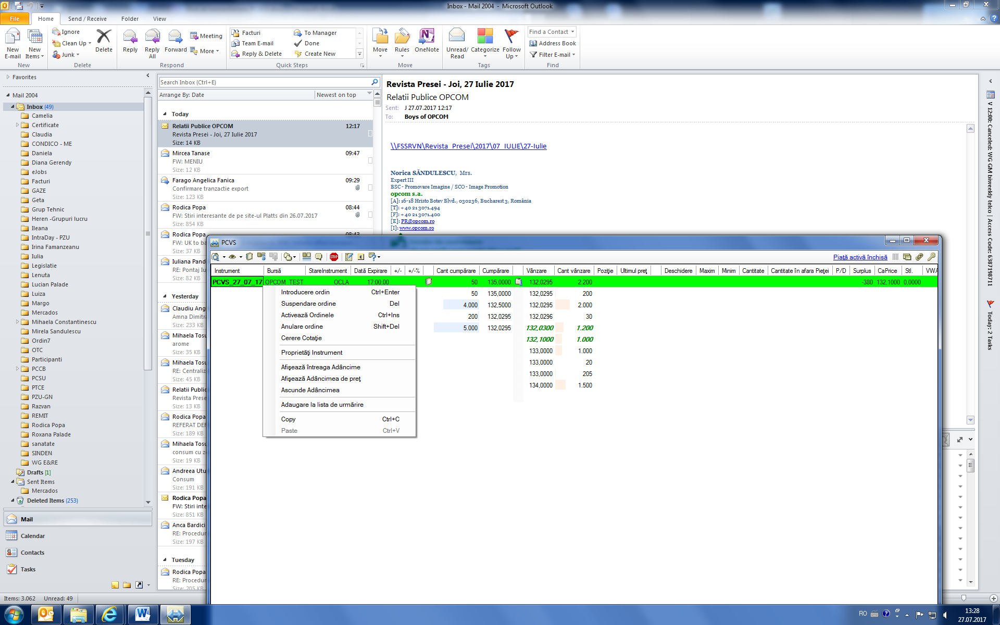 Inbox - Mail 2004 - Microsoft Outlook
File Home Send / Receive Folder View
New E-mail
New Items
Ignore
Clean Up
Junk
Delete
Reply
Reply All
Forward
Meeting
More
Facturi
Team E-mail
Reply & Delete
To Manager
Done
Create New
Move
Rules
OneNote
Unread/ Read
Categorize
Follow Up
Find a Contact
Address Book
Filter E-mail
New Delete Respond Quick Steps Move Tags Find
Favorites
Mail 2004
Inbox (49)
Camelia
Certificate
Claudia
CONDICO - ME
Daniela
Diana Gerendy
eJobs
Facturi
GAZE
Geta
Grup Tehnic
Heren -Grupuri lucru
Ileana
IntraDay - PZU
Irina Famanzeanu
Iulia
Legislatie
Lenuta
Lucian Palade
Luiza
Margo
Mercados
Mihaela Constantinescu
Mirela Sandulescu
Ordin7
OTC
Participanti
PCCB
PCSU
PTCE
PZU-GN
Razvan
REMIT
Rodica Popa
Roxana Palade
sanatate
SINDEN
WG E&RE
Drafts [1]
Sent Items
Mercados
Deleted Items (253)
Mail
Calendar
Contacts
Tasks
Items: 3.062 Unread: 49
Search Inbox (Ctrl+E)
Arrange By: Date Newest on top
Today
Relatii Publice OPCOM 12:17
Revista Presei - Joi, 27 Iulie 2017
Size: 14 KB
Mircea Tanase 09:47
FW: MENIU
Size: 12 KB
Farago Angelica Fanica 09:29
Confirmare tranzactie export
Size: 123 KB
Rodica Popa 08:44
FW: Stiri interesante de pe site-ul Platts din 26.07.2017
Size: 854 KB
Rodica Popa 08:43
FW: UK to ba
Size: 37 KB
Iuliana Pand
RE: Pontaj Iu
Size: 82 KB
Yesterday
Claudiu Ang
Amna Dimitra
Size: 233 KB
Mihaela Tosu
arome
Size: 35 KB
Mihaela Tosu
RE: Centraliz
Size: 45 KB
Relatii Public
Revista Prese
Size: 13 KB
Rodica Popa
REFERAT DEF
Size: 189 KB
Mihaela Tosu
consum cu z
Size: 19 KB
Andreea Utu
Consum
Size: 191 KB
Rodica Popa
FW: Stiri inte
Size: 851 KB
Anca Bardici
RE: Procedur
Size: 197 KB
Tuesday
Rodica Popa
RE: Procedur
Size: 205 KB
Revista Presei - Joi, 27 Iulie 2017
Relatii Publice OPCOM
Sent: J 27.07.2017 12:17
To: Boys of OPCOM
\\FSSRVN\Revista_Presei\2017\07_IULIE\27-Iulie
Norica SĂNDULESCU, Mrs.
Expert III
BSC - Promovare Imagine / SCO - Image Promotion
opcom s.a.
[A]: 16-18 Hristo Botev Blvd., 030236, Bucharest 3, România
[T]: +40 21 3071.494
[F]: +40 21 3071.400
[E]: PR@opcom.ro
[I]: www.opcom.ro
12:00: Canceled: WG GM biweekly telco | Access Code: 6387198711
Today: 2 Tasks
PCVS
STOP
E
Piaţă activă închisă
Instrument Bursă StareInstrument Dată Expirare +/- +/-% Cant cumpărare Cumpărare Vânzare Cant vânzare Poziţie Ultimul preţ Deschidere Maxim Minim Cantitate Cantitate în afara Pieţei P/D Surplus CaPrice Stl. VWA
PCVS_27_07_17 OPCOM_TEST OCLA 17:00:00 50 135,0000 132,0295 2.200 -380 132,1000 0,0000
50 135,0000 132,0295 200
4.000 132,5000 132,0295 2.000
200 132,0295 132,0296 30
5.000 132,0295 132,0300 1.200
132,1000 1.000
133,0000 1.000
133,0000 20
133,0000 205
134,0000 1.500
Introducere ordin Ctrl+Enter
Suspendare ordine Del
Activează Ordinele Ctrl+Ins
Anulare ordine Shift+Del
Cerere Cotaţie
Proprietăţi Instrument
Afişează întreaga Adâncime
Afişează Adâncimea de preţ
Ascunde Adâncimea
Adaugare la lista de urmărire
Copy Ctrl+C
Paste Ctrl+V
RO
13:28
27.07.2017